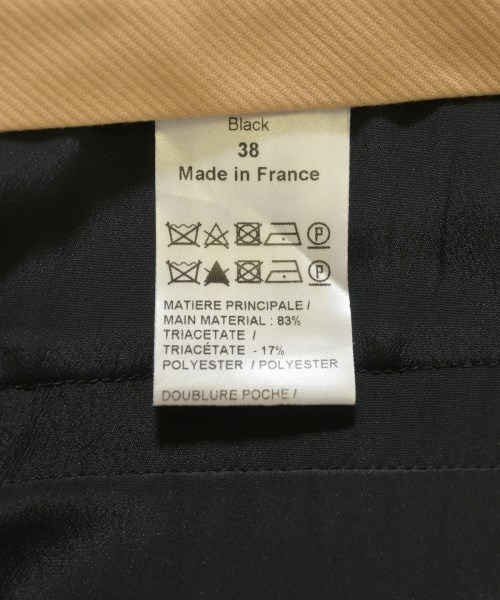 Black
38
Made in France
P
P
MATIERE PRINCIPALE /
MAIN MATERIAL : 83%
TRIACETATE /
TRIACÉTATE - 17%
POLYESTER / POLYESTER
DOUBLURE POCHE /